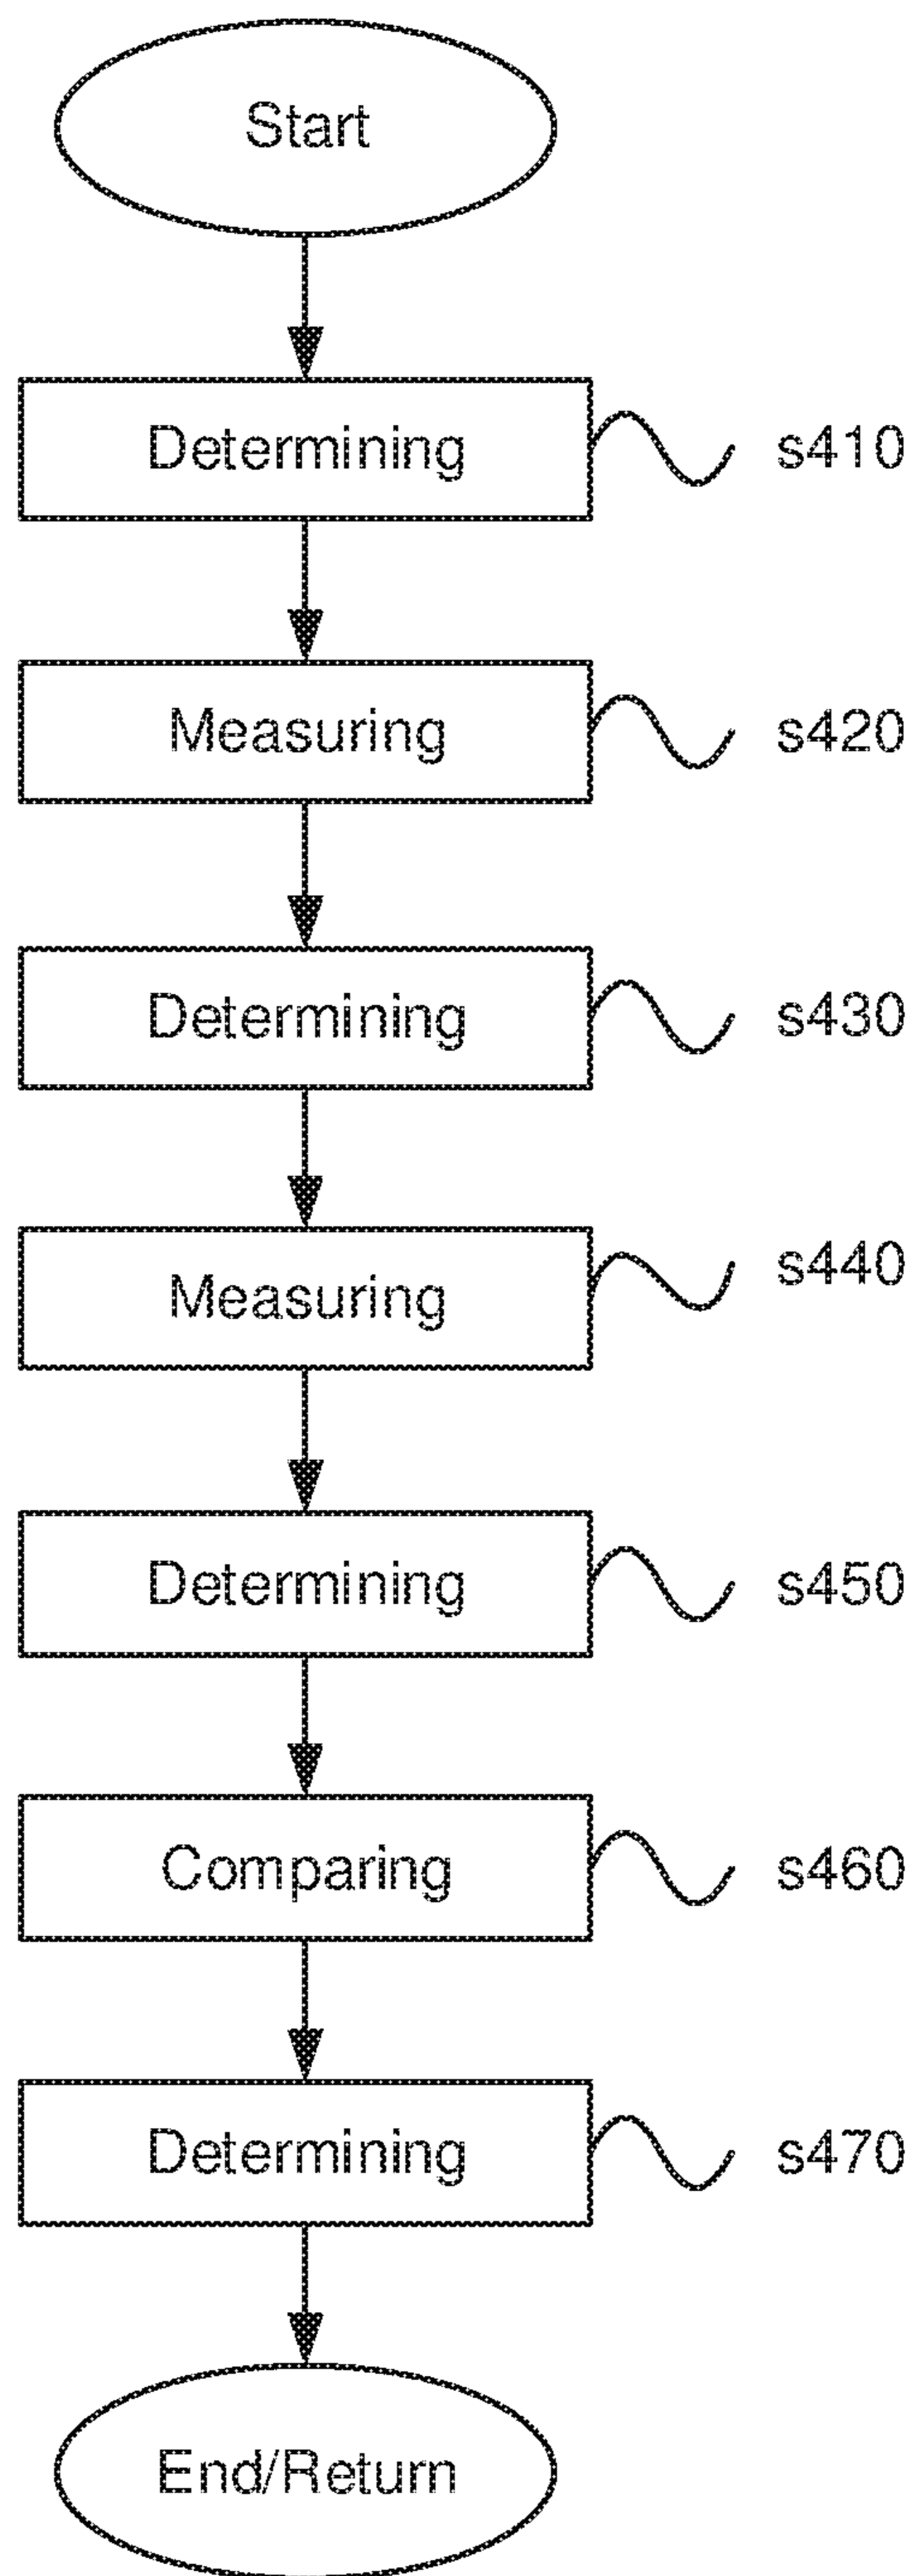 Start
Determining s410
Measuring s420
Determining s430
Measuring s440
Determining s450
Comparing s460
Determining s470
End/Return